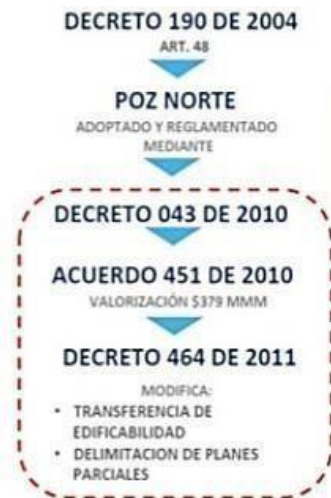 DECRETO 190 DE 2004
ART. 48
POZ NORTE
ADOPTADO Y REGLAMENTADO
MEDIANTE
DECRETO 043 DE 2010
ACUERDO 451 DE 2010
VALORIZACIÓN $379 MMM
DECRETO 464 DE 2011
MODIFICA:
• TRANSFERENCIA DE
EDIFICABILIDAD
• DELIMITACION DE PLANES
PARCIALES